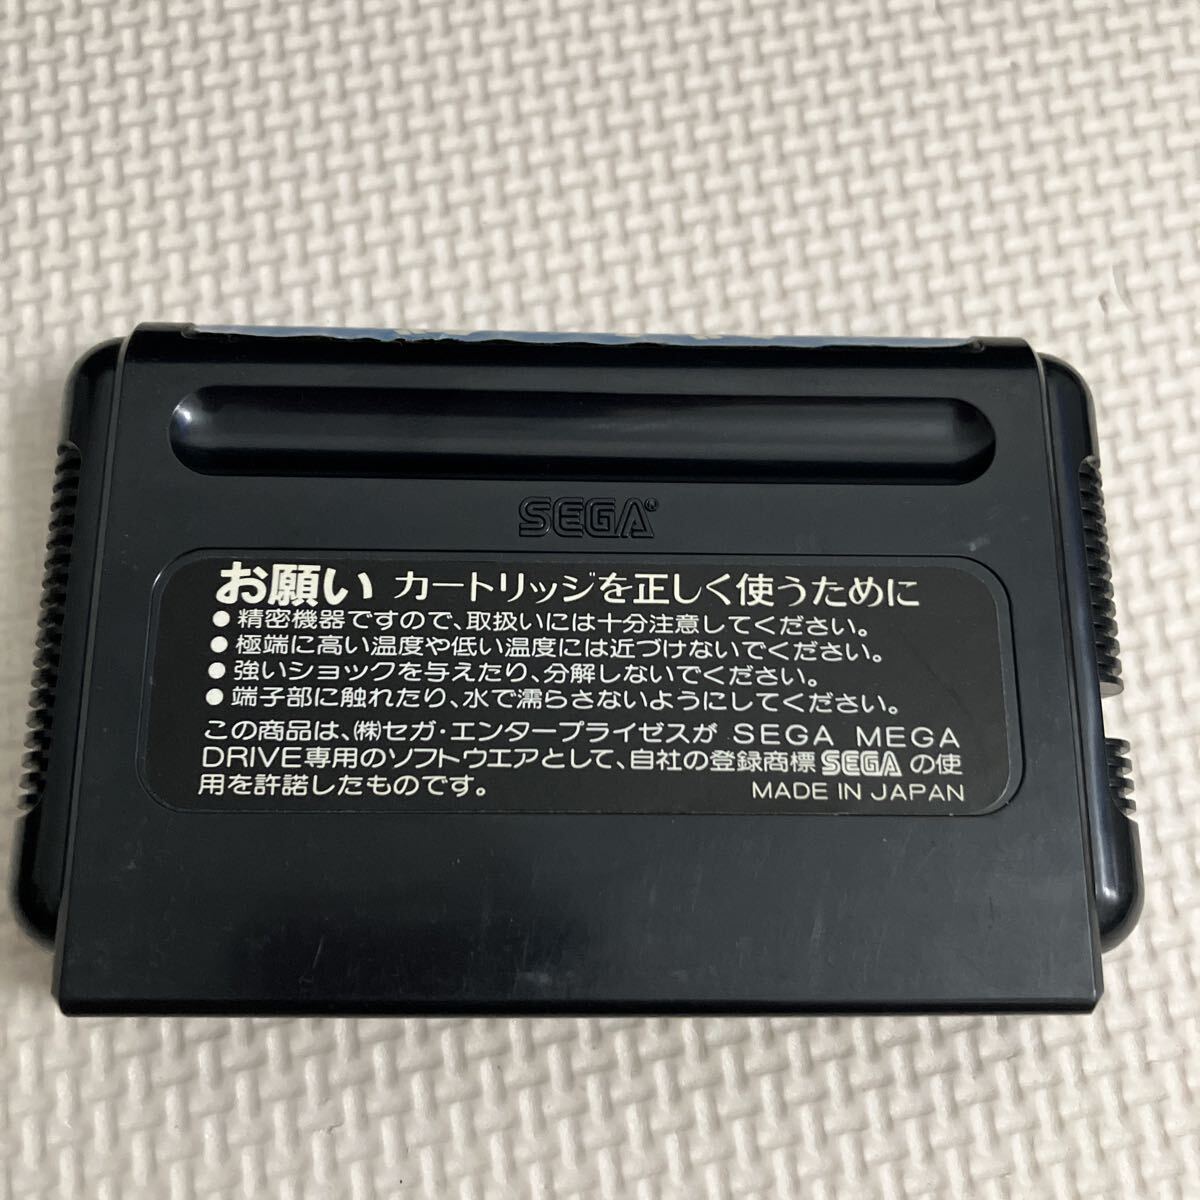 SEGA®
お願い カートリッジを正しく使うために
●精密機器ですので、取扱いには十分注意してください。
●極端に高い温度や低い温度には近づけないでください。
●強いショックを与えたり、分解しないでください。
●端子部に触れたり、水で濡らさないようにしてください。
この商品は、㈱セガ・エンタープライゼスが SEGA MEGA
DRIVE専用のソフトウエアとして、自社の登録商標 SEGA の使
用を許諾したものです。 MADE IN JAPAN